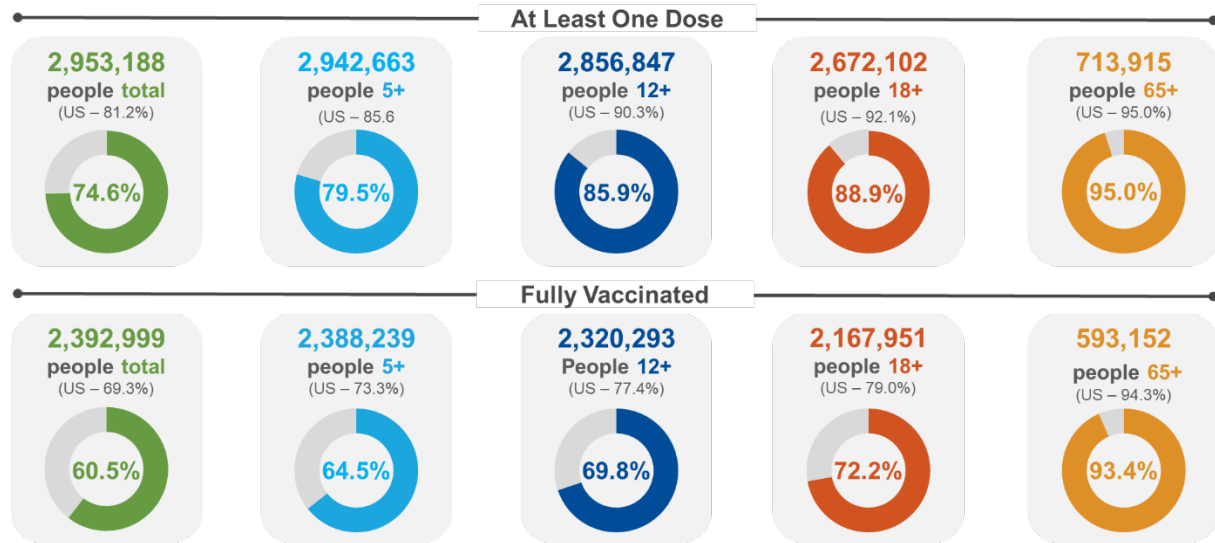 At Least One Dose
2,953,188
people total
(US – 81.2%)
74.6%
2,942,663
people 5+
(US – 85.6
79.5%
2,856,847
people 12+
(US – 90.3%)
85.9%
2,672,102
people 18+
(US – 92.1%)
88.9%
713,915
people 65+
(US – 95.0%)
95.0%
Fully Vaccinated
2,392,999
people total
(US – 69.3%)
60.5%
2,388,239
people 5+
(US – 73.3%)
64.5%
2,320,293
People 12+
(US – 77.4%)
69.8%
2,167,951
people 18+
(US – 79.0%)
72.2%
593,152
people 65+
(US – 94.3%)
93.4%